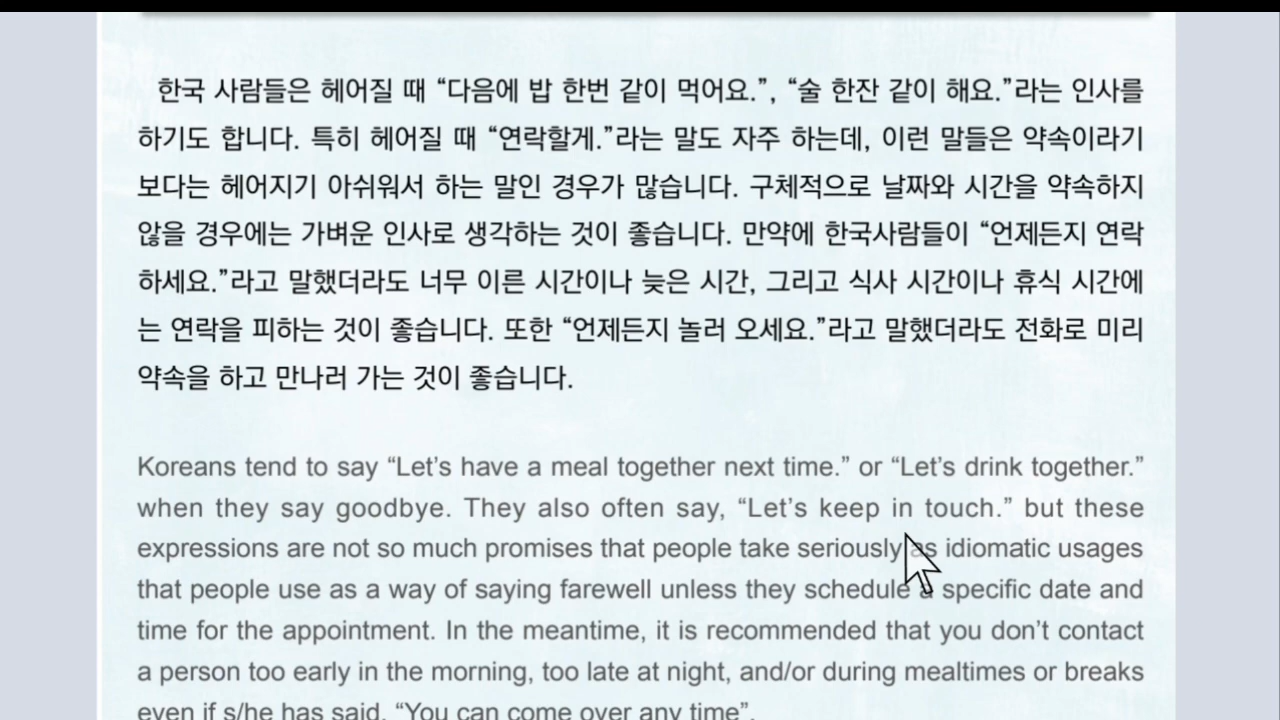 한국 사람들은 헤어질 때 “다음에 밥 한번 같이 먹어요.”, “술 한잔 같이 해요.”라는 인사를
하기도 합니다. 특히 헤어질 때 “연락할게.”라는 말도 자주 하는데, 이런 말들은 약속이라기
보다는 헤어지기 아쉬워서 하는 말인 경우가 많습니다. 구체적으로 날짜와 시간을 약속하지
않을 경우에는 가벼운 인사로 생각하는 것이 좋습니다. 만약에 한국사람들이 “언제든지 연락
하세요.”라고 말했더라도 너무 이른 시간이나 늦은 시간, 그리고 식사 시간이나 휴식 시간에
는 연락을 피하는 것이 좋습니다. 또한 “언제든지 놀러 오세요.”라고 말했더라도 전화로 미리
약속을 하고 만나러 가는 것이 좋습니다.
Koreans tend to say “Let’s have a meal together next time.” or “Let’s drink together.”
when they say goodbye. They also often say, “Let’s keep in touch.” but these
expressions are not so much promises that people take seriously as idiomatic usages
that people use as a way of saying farewell unless they schedule a specific date and
time for the appointment. In the meantime, it is recommended that you don’t contact
a person too early in the morning, too late at night, and/or during mealtimes or breaks
even if s/he has said, “You can come over any time”.